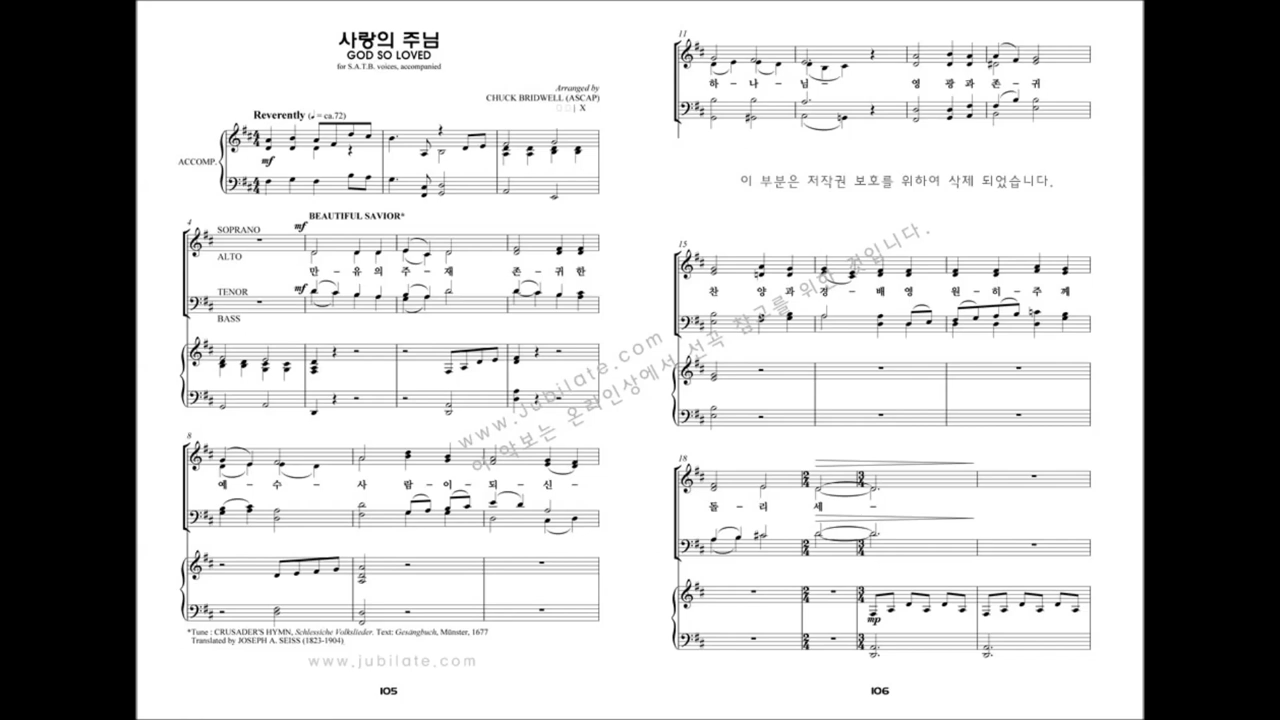 사랑의 주님
GOD SO LOVED
for S.A.T.B. voices, accompanied
Arranged by
CHUCK BRIDWELL (ASCAP)
X
Reverently (♩ = ca.72)
ACCOMP.
mf
4
BEAUTIFUL SAVIOR*
SOPRANO
mf
ALTO
만 - 유 의 주 - 재 존 - 귀 한
TENOR
mf
BASS
8
예 - 수 - 사 람 이 되 신 -
*Tune : CRUSADER'S HYMN, Schlessiche Volkslieder. Text: Gesängbuch, Münster, 1677
Translated by JOSEPH A. SEISS (1823-1904)
www.jubilate.com
105
11
하 - 나 - 님 - 영 광 과 존 - 귀
이 부분은 저작권 보호를 위하여 삭제 되었습니다.
15
찬 양 과 경 - 배 영 원 - 히 - 주 께
18
돌 - 리 세 -
mp
106
www.jubilate.com
이 악보는 온라인상에서 선곡 참고를 위한 것입니다.